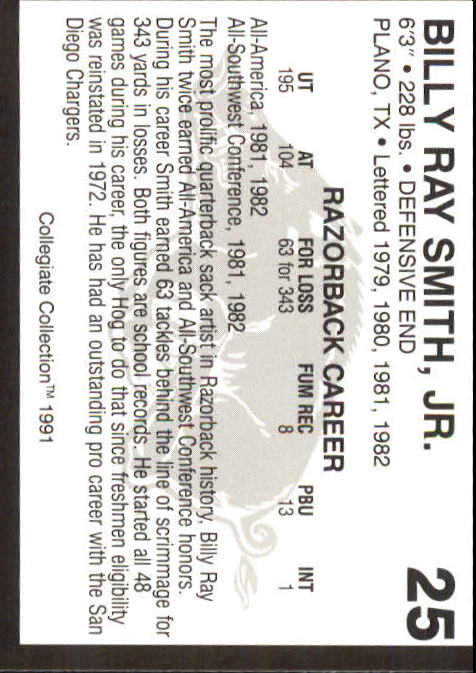 BILLY RAY SMITH, JR. 25
6'3" • 228 lbs. • DEFENSIVE END
PLANO, TX • Lettered 1979, 1980, 1981, 1982
RAZORBACK CAREER
UT AT FOR LOSS FUM REC PBU INT
195 104 63 for 343 8 13 1
All-America, 1981, 1982
All-Southwest Conference, 1981, 1982
The most prolific quarterback sack artist in Razorback history, Billy Ray
Smith twice earned All-America and All-Southwest Conference honors.
During his career Smith earned 63 tackles behind the line of scrimmage for
343 yards in losses. Both figures are school records. He started all 48
games during his career, the only Hog to do that since freshmen eligibility
was reinstated in 1972. He has had an outstanding pro career with the San
Diego Chargers.
Collegiate Collection™ 1991